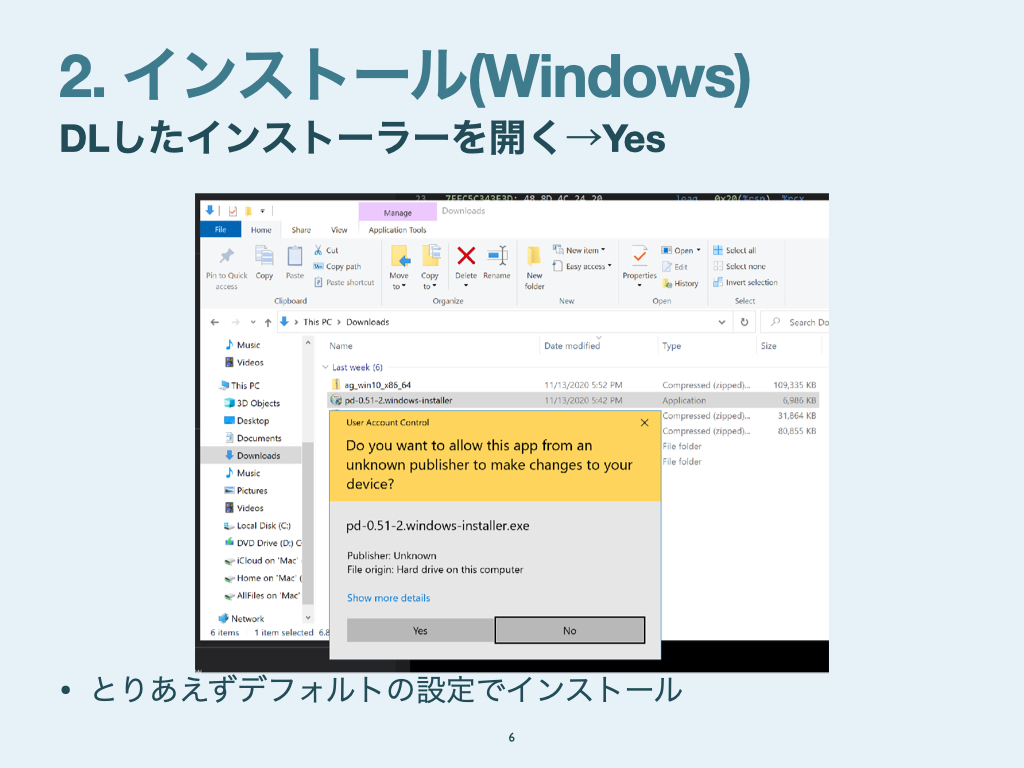 2. インストール(Windows)
DLしたインストーラーを開く→Yes
23 7FFC5C343F3D: 48 8D 4C 24 20
Manage Downloads
File Home Share View Application Tools
Pin to Quick access
Copy
Paste
Cut
Copy path
Paste shortcut
Clipboard
Move to
Copy to
Delete
Rename
Organize
New folder
New item
Easy access
New
Properties
Open
Edit
History
Open
Select all
Select none
Invert selection
Select
This PC > Downloads
Search Do
Name Date modified Type Size
Music
Videos
This PC
3D Objects
Desktop
Documents
Downloads
Music
Pictures
Videos
Local Disk (C:)
DVD Drive (D:) C
iCloud on 'Mac'
Home on 'Mac' (
AllFiles on 'Mac'
Network
Last week (6)
ag_win10_x86_64 11/13/2020 5:52 PM Compressed (zipped)... 109,335 KB
pd-0.51-2.windows-installer 11/13/2020 5:42 PM Application 6,986 KB
Compressed (zipped)... 31,864 KB
Compressed (zipped)... 80,855 KB
File folder
File folder
User Account Control
Do you want to allow this app from an
unknown publisher to make changes to your
device?
pd-0.51-2.windows-installer.exe
Publisher: Unknown
File origin: Hard drive on this computer
Show more details
Yes No
6 items 1 item selected 6.8
• とりあえずデフォルトの設定でインストール
6